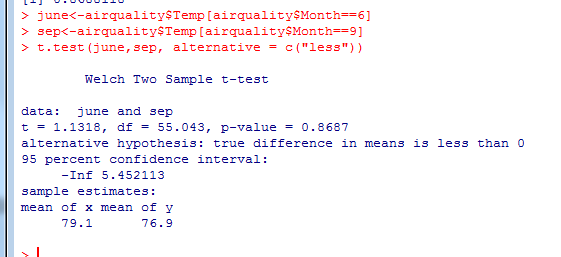 > june<-airquality$Temp[airquality$Month==6]
> sep<-airquality$Temp[airquality$Month==9]
> t.test(june,sep, alternative = c("less"))
Welch Two Sample t-test
data:  june and sep
t = 1.1318, df = 55.043, p-value = 0.8687
alternative hypothesis: true difference in means is less than 0
95 percent confidence interval:
-Inf 5.452113
sample estimates:
mean of x mean of y
79.1      76.9
>